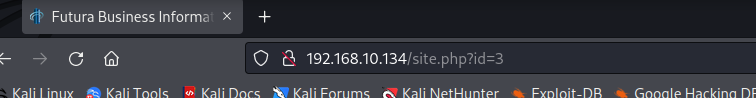 Futura Business Informat
192.168.10.134/site.php?id=3
Kali Linux Kali Tools Kali Docs Kali Forums Kali NetHunter Exploit-DB Google Hacking DB